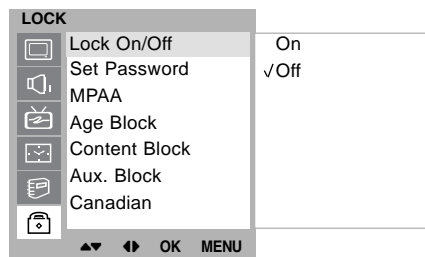 LOCK
Lock On/Off On
Set Password √Off
MPAA
Age Block
Content Block
Aux. Block
Canadian
▲▼ ◀▶ OK MENU